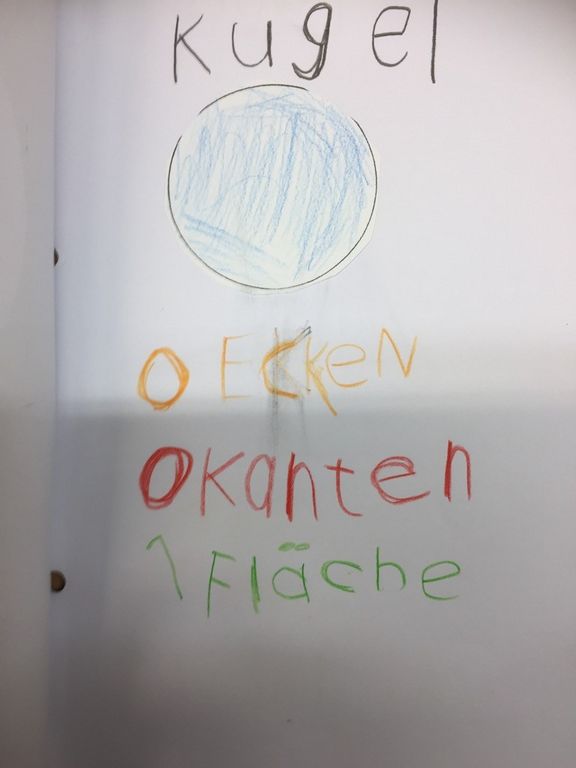 Kugel
0 Ecken
0 Kanten
1 Fläche